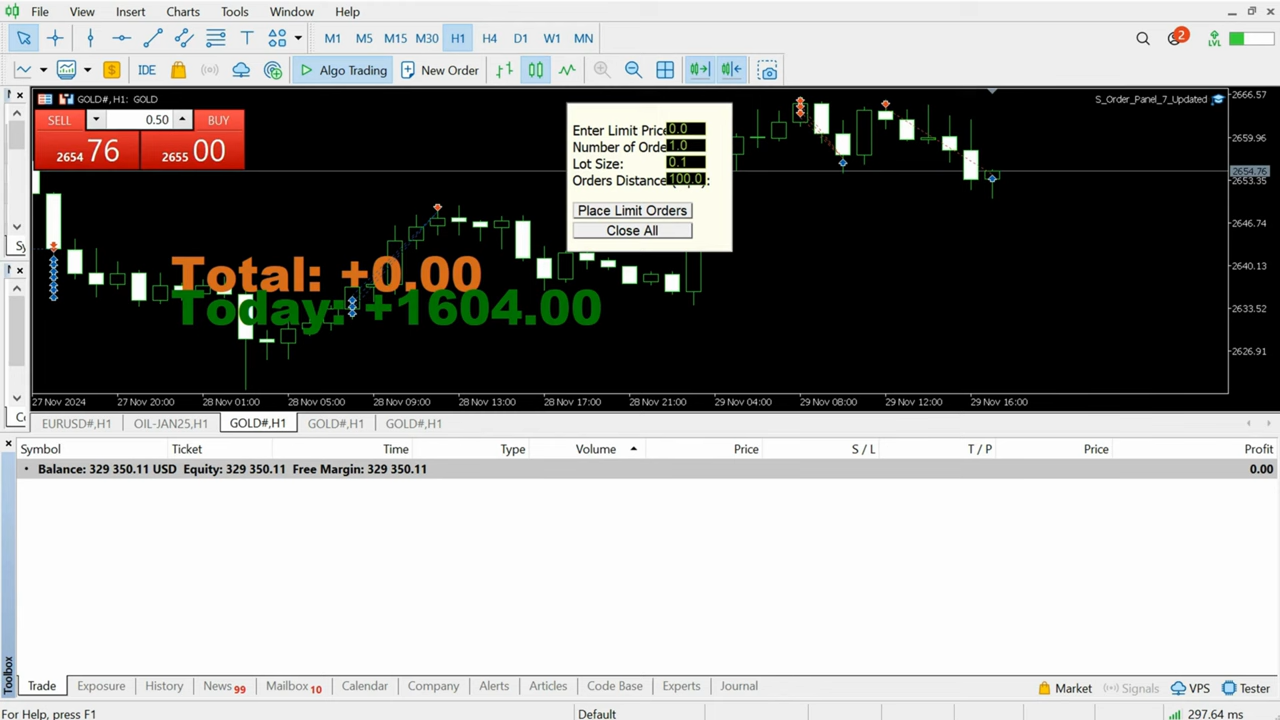 File View Insert Charts Tools Window Help
M1 M5 M15 M30 H1 H4 D1 W1 MN
2
LVL
IDE Algo Trading New Order
GOLD#, H1: GOLD
S_Order_Panel_7_Updated
2666.57
SELL 0.50 BUY
2654 76 2655 00
Enter Limit Price
0.0
Number of Orde
1.0
Lot Size:
0.1
Orders Distance
100.0
Place Limit Orders
Close All
2659.96
2654.76
2653.35
2646.74
2640.13
2633.52
2626.91
Total: +0.00
Today: +1604.00
27 Nov 2024 27 Nov 20:00 28 Nov 01:00 28 Nov 05:00 28 Nov 09:00 28 Nov 13:00 28 Nov 17:00 28 Nov 21:00 29 Nov 04:00 29 Nov 08:00 29 Nov 12:00 29 Nov 16:00
EURUSD#,H1 OIL-JAN25,H1 GOLD#,H1 GOLD#,H1 GOLD#,H1
Symbol Ticket Time Type Volume Price S / L T / P Price Profit
• Balance: 329 350.11 USD Equity: 329 350.11 Free Margin: 329 350.11 0.00
Toolbox
Trade Exposure History News 99 Mailbox 10 Calendar Company Alerts Articles Code Base Experts Journal
Market Signals VPS Tester
For Help, press F1 Default 297.64 ms